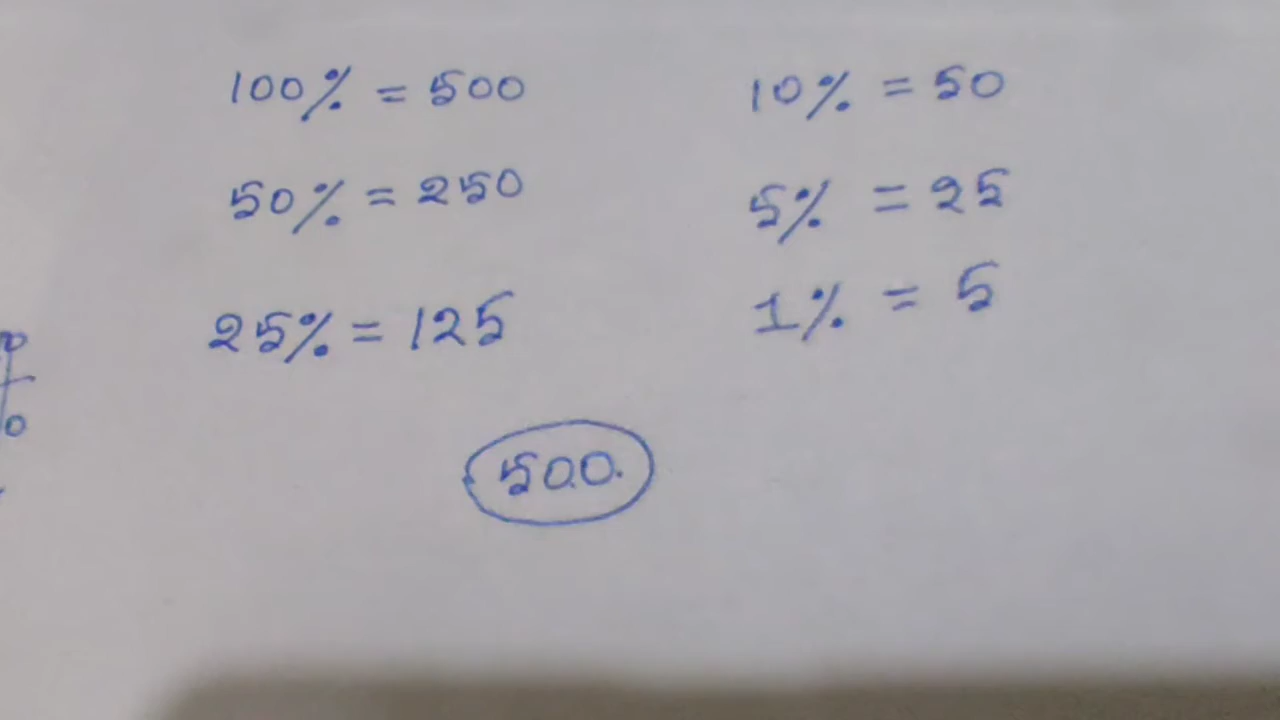 100% = 500
50% = 250
25% = 125
10% = 50
5% = 25
1% = 5
500.